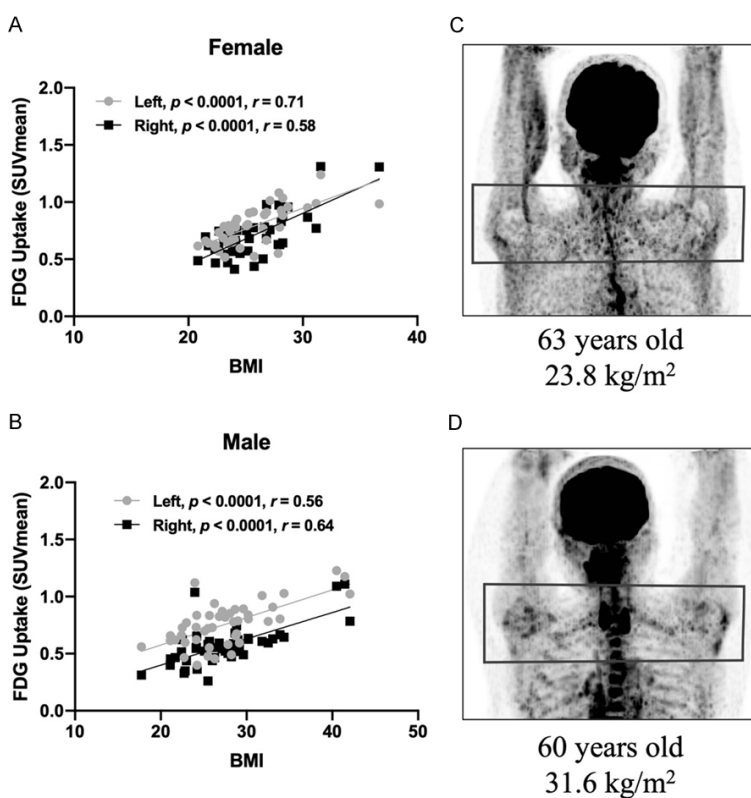 A
Female
2.0
1.5
1.0
0.5
0.0
FDG Uptake (SUVmean)
Left, p < 0.0001, r = 0.71
Right, p < 0.0001, r = 0.58
10
20
30
40
BMI
B
Male
2.0
1.5
1.0
0.5
0.0
FDG Uptake (SUVmean)
Left, p < 0.0001, r = 0.56
Right, p < 0.0001, r = 0.64
10
20
30
40
50
BMI
C
63 years old
23.8 kg/m²
D
60 years old
31.6 kg/m²